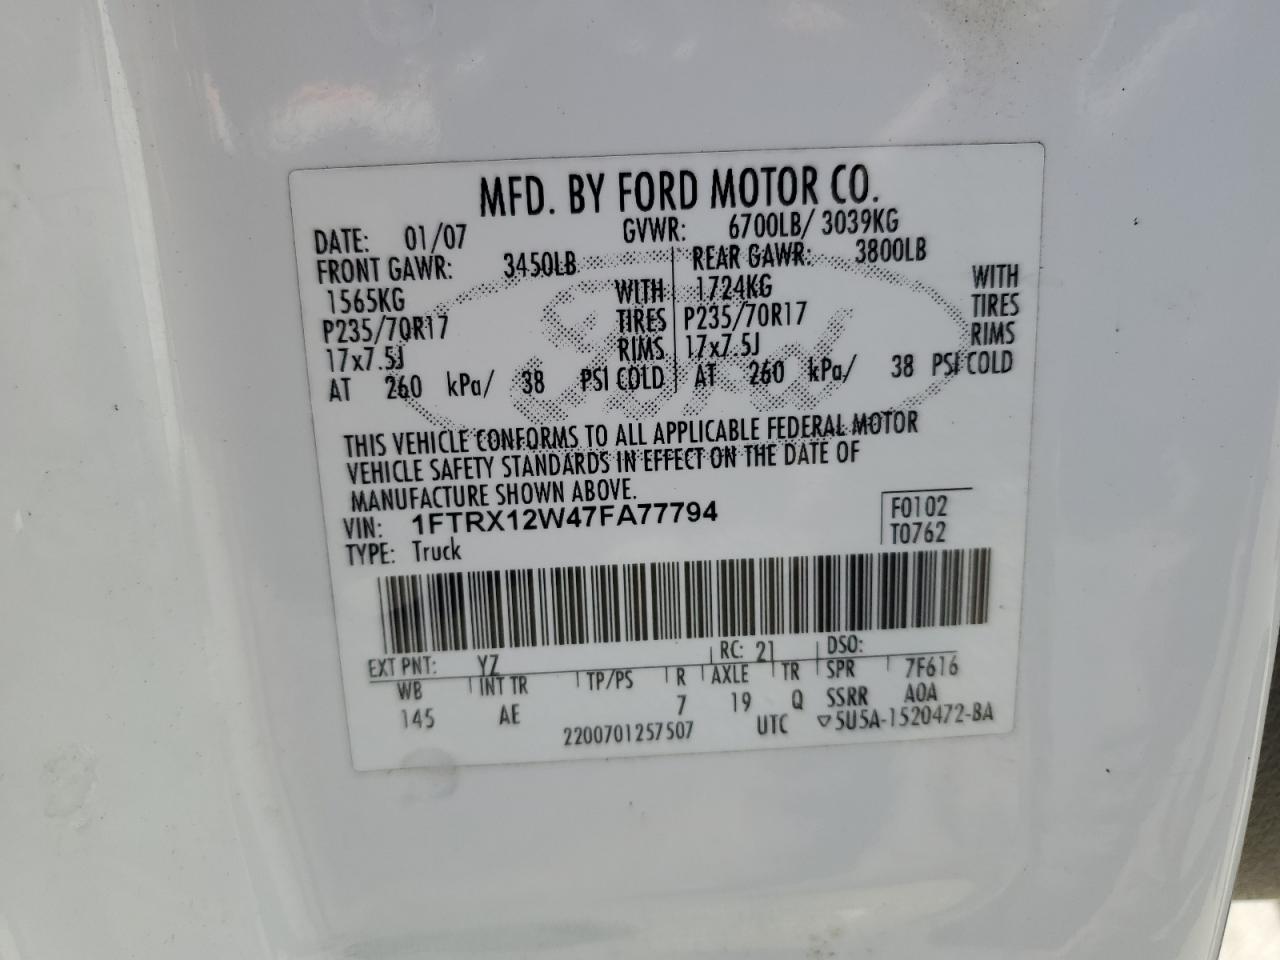 MFD. BY FORD MOTOR CO.
DATE: 01/07 GVWR: 6700LB/ 3039KG
FRONT GAWR: 3450LB REAR GAWR: 3800LB
1565KG WITH 1724KG WITH
P235/70R17 TIRES P235/70R17 TIRES
17x7.5J RIMS 17x7.5J RIMS
AT 260 kPa/ 38 PSI COLD AT 260 kPa/ 38 PSI COLD
Ford
THIS VEHICLE CONFORMS TO ALL APPLICABLE FEDERAL MOTOR
VEHICLE SAFETY STANDARDS IN EFFECT ON THE DATE OF
MANUFACTURE SHOWN ABOVE.
VIN: 1FTRX12W47FA77794 F0102
TYPE: Truck T0762
EXT PNT: YZ RC: 21 DSO:
WB INT TR TP/PS R AXLE TR SPR 7F616
145 AE 7 19 Q SSRR A0A
2200701257507 UTC ▽5U5A-1520472-BA